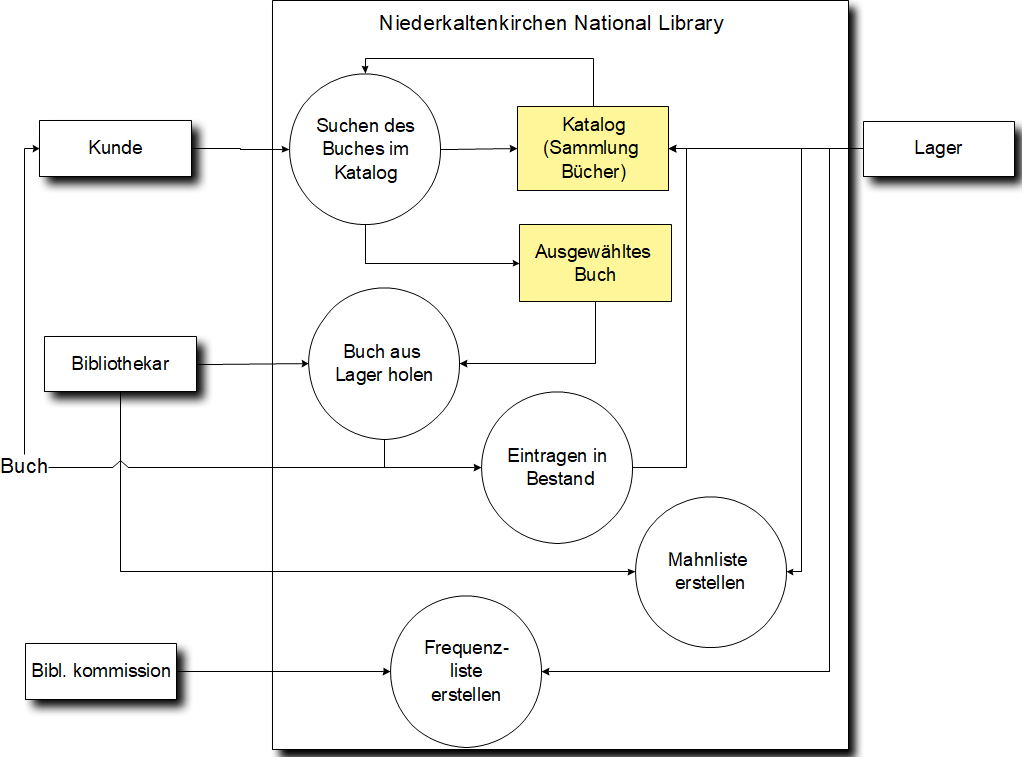 Niederkaltenkirchen National Library
Kunde
Suchen des
Buches im
Katalog
Katalog
(Sammlung
Bücher)
Lager
Ausgewähltes
Buch
Bibliothekar
Buch aus
Lager holen
Buch
Eintragen in
Bestand
Mahnliste
erstellen
Bibl. kommission
Frequenz-
liste
erstellen